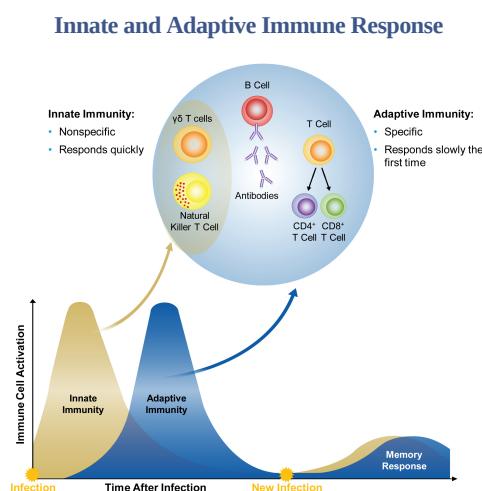 Innate and Adaptive Immune Response
Innate Immunity:
• Nonspecific
• Responds quickly
γδ T cells
Natural
Killer T Cell
B Cell
Antibodies
T Cell
CD4⁺
T Cell
CD8⁺
T Cell
Adaptive Immunity:
• Specific
• Responds slowly the
first time
Immune Cell Activation
Innate
Immunity
Adaptive
Immunity
Memory
Response
Infection
Time After Infection
New Infection